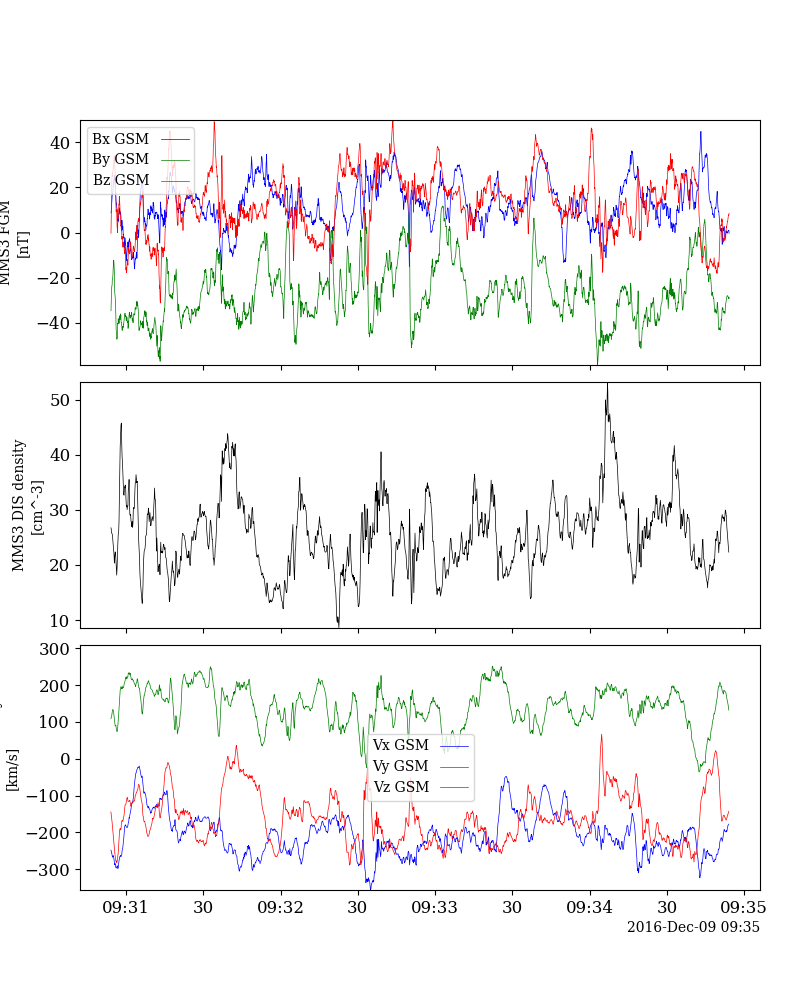 40
20
0
−20
−40
MMS3 FGM
[nT]
Bx GSM
By GSM
Bz GSM
50
40
30
20
10
MMS3 DIS density
[cm^-3]
300
200
100
0
−100
−200
−300
[km/s]
Vx GSM
Vy GSM
Vz GSM
09:31 30 09:32 30 09:33 30 09:34 30 09:35
2016-Dec-09 09:35